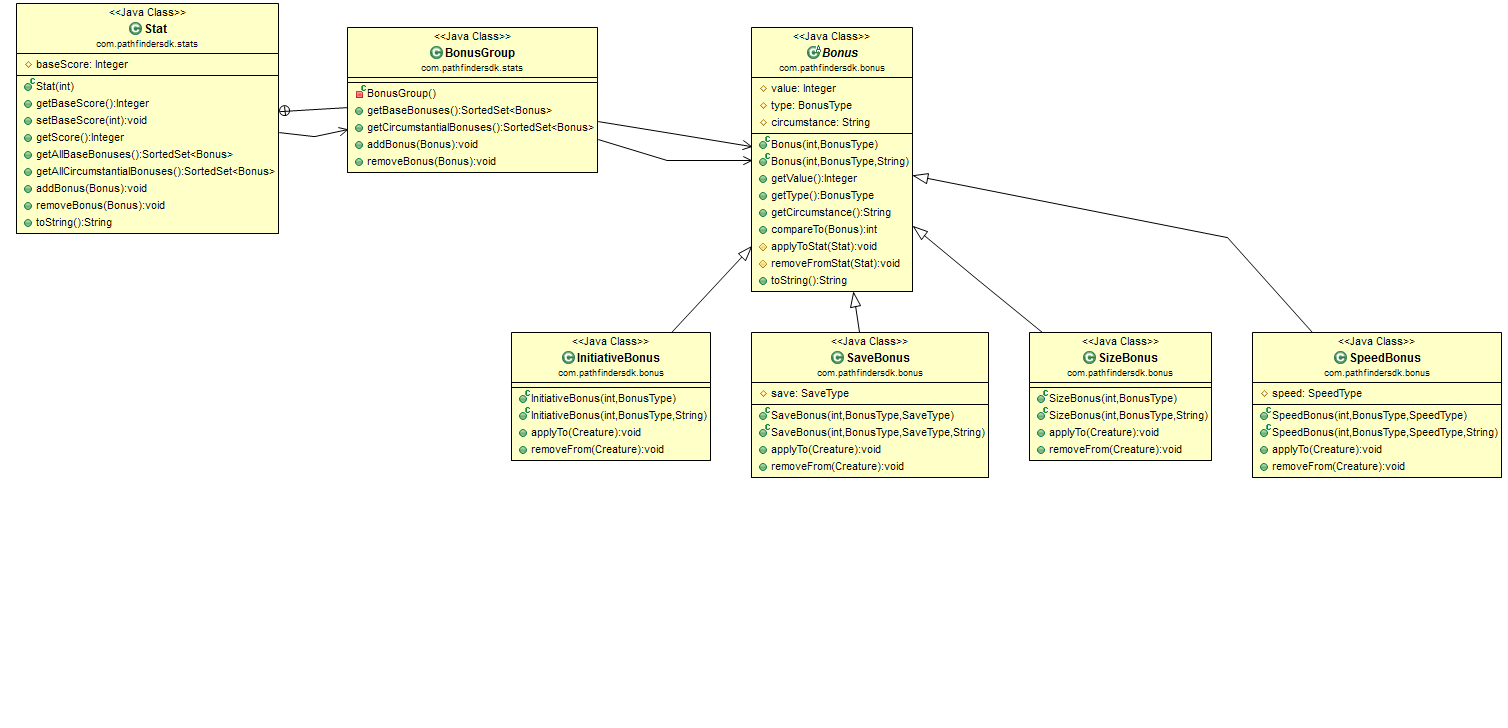 <<Java Class>>
Stat
com.pathfindersdk.stats
baseScore: Integer
Stat(int)
getBaseScore():Integer
setBaseScore(int):void
getScore():Integer
getAllBaseBonuses():SortedSet<Bonus>
getAllCircumstantialBonuses():SortedSet<Bonus>
addBonus(Bonus):void
removeBonus(Bonus):void
toString():String
<<Java Class>>
BonusGroup
com.pathfindersdk.stats
BonusGroup()
getBaseBonuses():SortedSet<Bonus>
getCircumstantialBonuses():SortedSet<Bonus>
addBonus(Bonus):void
removeBonus(Bonus):void
<<Java Class>>
Bonus
com.pathfindersdk.bonus
value: Integer
type: BonusType
circumstance: String
Bonus(int,BonusType)
Bonus(int,BonusType,String)
getValue():Integer
getType():BonusType
getCircumstance():String
compareTo(Bonus):int
applyToStat(Stat):void
removeFromStat(Stat):void
toString():String
<<Java Class>>
InitiativeBonus
com.pathfindersdk.bonus
InitiativeBonus(int,BonusType)
InitiativeBonus(int,BonusType,String)
applyTo(Creature):void
removeFrom(Creature):void
<<Java Class>>
SaveBonus
com.pathfindersdk.bonus
save: SaveType
SaveBonus(int,BonusType,SaveType)
SaveBonus(int,BonusType,SaveType,String)
applyTo(Creature):void
removeFrom(Creature):void
<<Java Class>>
SizeBonus
com.pathfindersdk.bonus
SizeBonus(int,BonusType)
SizeBonus(int,BonusType,String)
applyTo(Creature):void
removeFrom(Creature):void
<<Java Class>>
SpeedBonus
com.pathfindersdk.bonus
speed: SpeedType
SpeedBonus(int,BonusType,SpeedType)
SpeedBonus(int,BonusType,SpeedType,String)
applyTo(Creature):void
removeFrom(Creature):void